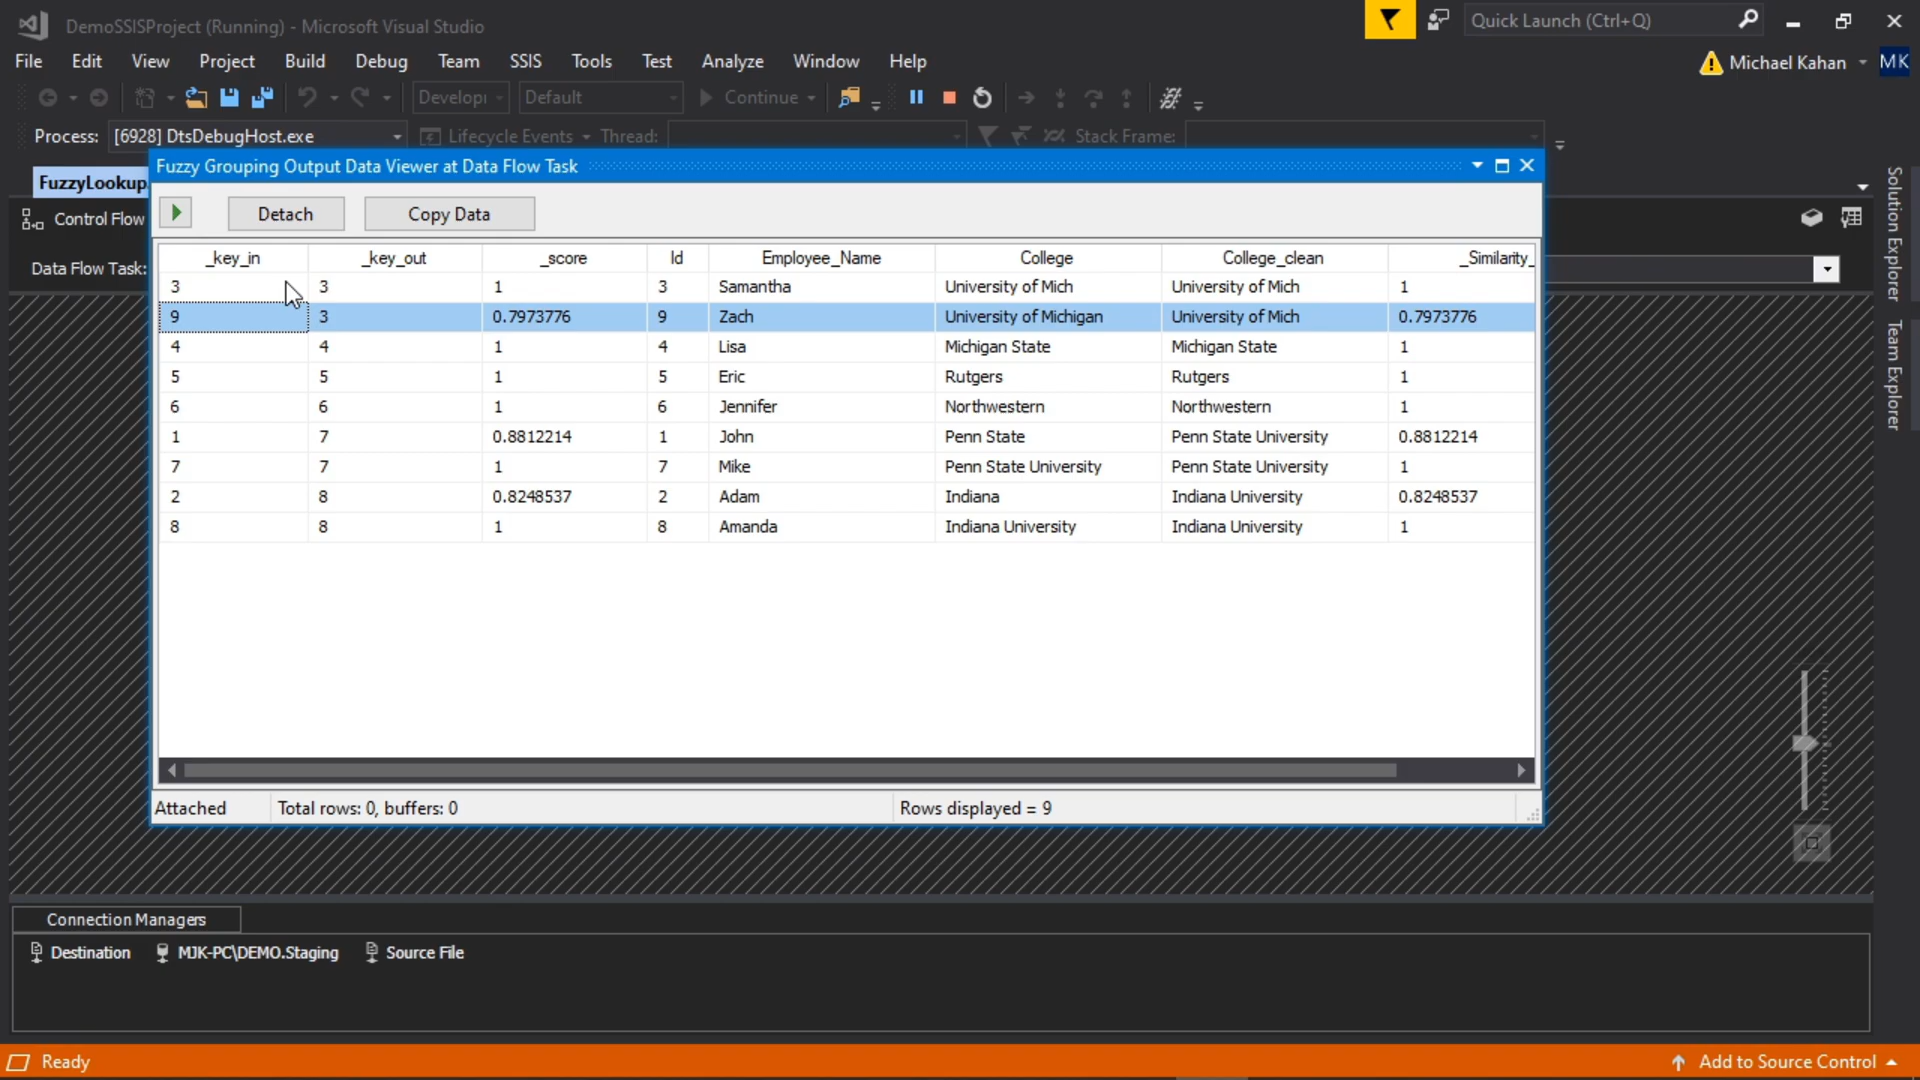 DemoSSISProject (Running) - Microsoft Visual Studio
Quick Launch (Ctrl+Q)
File Edit View Project Build Debug Team SSIS Tools Test Analyze Window Help
Michael Kahan MK
Developi Default Continue
Process: [6928] DtsDebugHost.exe Lifecycle Events Thread: Stack Frame:
FuzzyLookup
Fuzzy Grouping Output Data Viewer at Data Flow Task
Control Flow
Detach Copy Data
Data Flow Task:
_key_in _key_out _score Id Employee_Name College College_clean _Similarity_
3 3 1 3 Samantha University of Mich University of Mich 1
9 3 0.7973776 9 Zach University of Michigan University of Mich 0.7973776
4 4 1 4 Lisa Michigan State Michigan State 1
5 5 1 5 Eric Rutgers Rutgers 1
6 6 1 6 Jennifer Northwestern Northwestern 1
1 7 0.8812214 1 John Penn State Penn State University 0.8812214
7 7 1 7 Mike Penn State University Penn State University 1
2 8 0.8248537 2 Adam Indiana Indiana University 0.8248537
8 8 1 8 Amanda Indiana University Indiana University 1
Attached Total rows: 0, buffers: 0 Rows displayed = 9
Solution Explorer
Team Explorer
Connection Managers
Destination MJK-PC\DEMO.Staging Source File
Ready
Add to Source Control